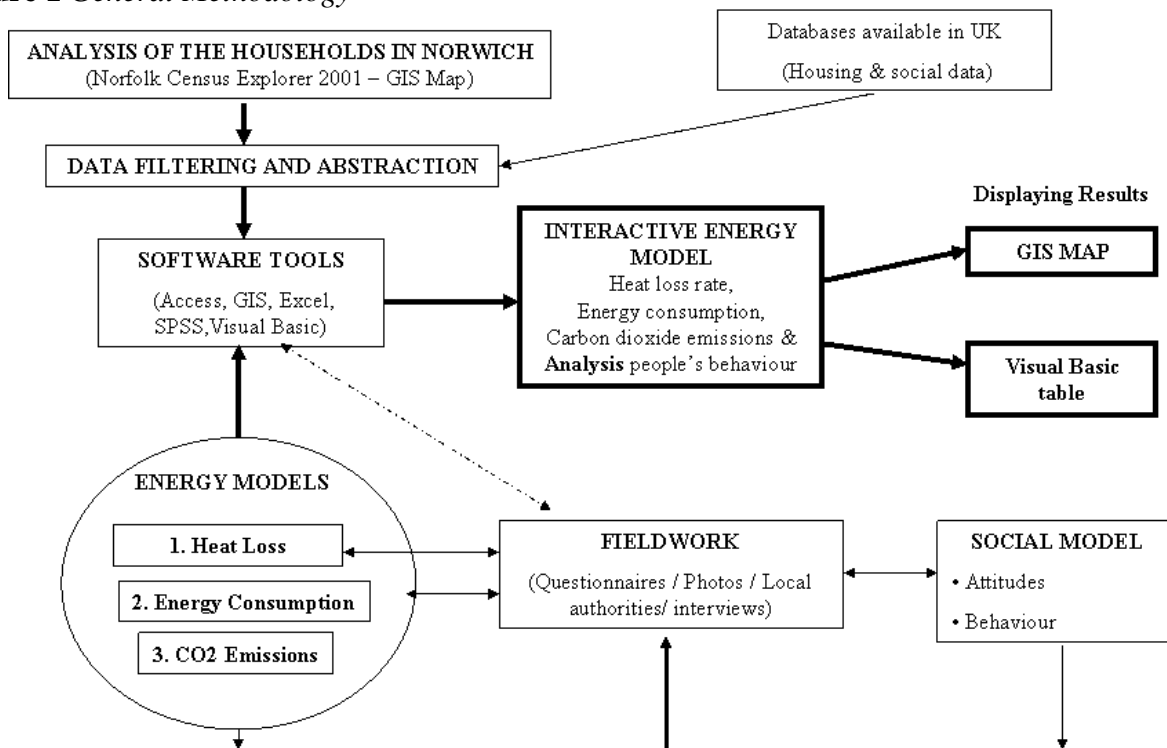 General Methodology
ANALYSIS OF THE HOUSEHOLDS IN NORWICH
(Norfolk Census Explorer 2001 – GIS Map)
Databases available in UK
(Housing & social data)
DATA FILTERING AND ABSTRACTION
Displaying Results
SOFTWARE TOOLS
(Access, GIS, Excel,
SPSS,Visual Basic)
INTERACTIVE ENERGY
MODEL
Heat loss rate,
Energy consumption,
Carbon dioxide emissions &
Analysis people's behaviour
GIS MAP
Visual Basic
table
ENERGY MODELS
1. Heat Loss
2. Energy Consumption
3. CO2 Emissions
FIELDWORK
(Questionnaires / Photos / Local
authorities/ interviews)
SOCIAL MODEL
• Attitudes
• Behaviour